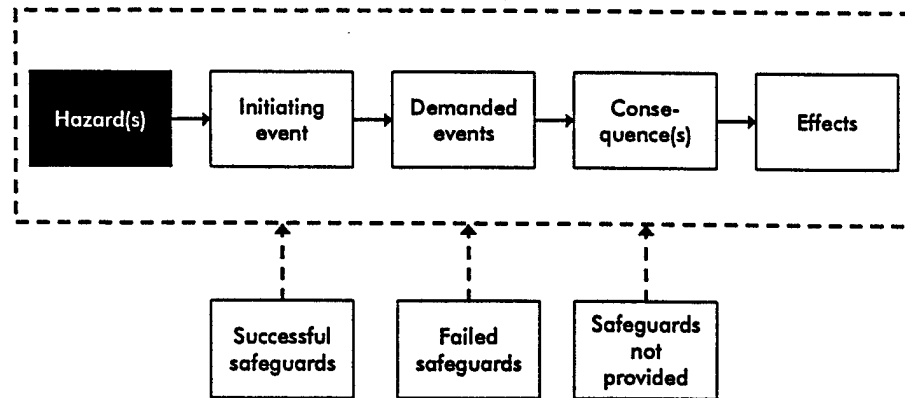 Hazard(s)
Initiating
event
Demanded
events
Conse-
quence(s)
Effects
Successful
safeguards
Failed
safeguards
Safeguards
not
provided